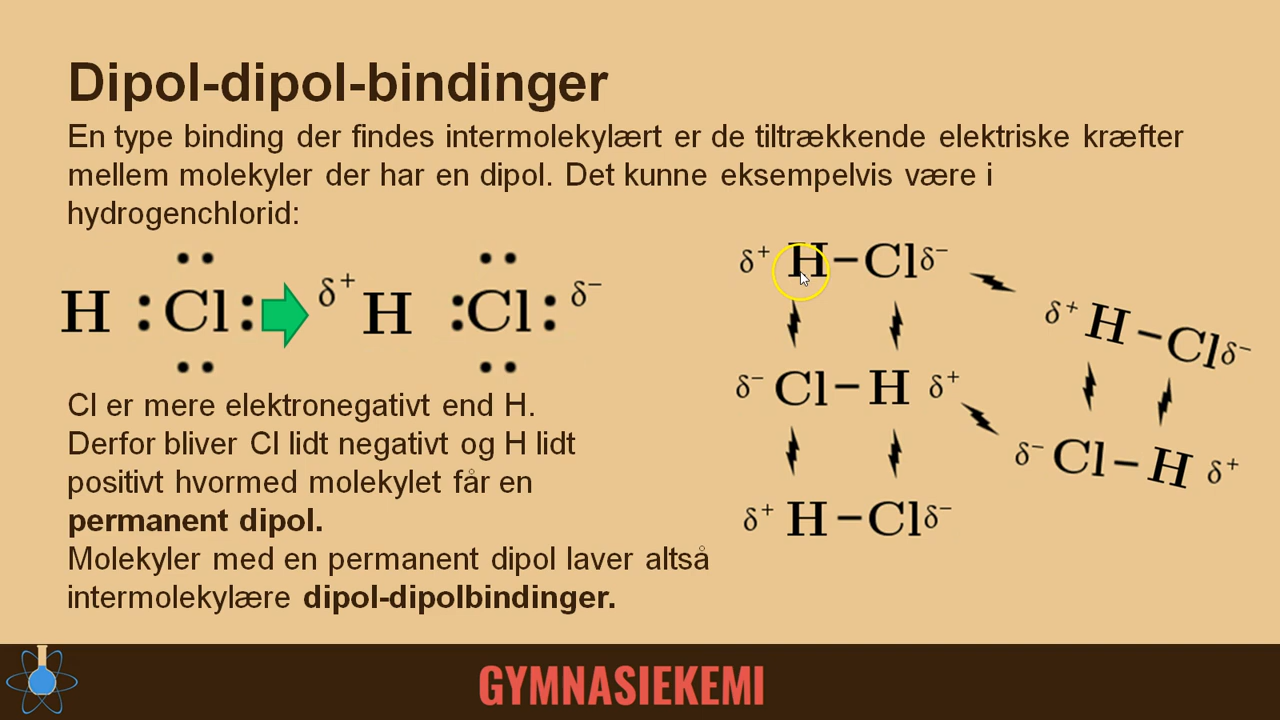 Dipol-dipol-bindinger
En type binding der findes intermolekylært er de tiltrækkende elektriske kræfter
mellem molekyler der har en dipol. Det kunne eksempelvis være i
hydrogenchlorid:
H :Cl: δ+ H :Cl: δ−
Cl er mere elektronegativt end H.
Derfor bliver Cl lidt negativt og H lidt
positivt hvormed molekylet får en
permanent dipol.
Molekyler med en permanent dipol laver altså
intermolekylære dipol-dipolbindinger.
δ+ H–Cl δ−
δ+ H–Cl δ−
δ− Cl–H δ+
δ− Cl–H δ+
δ+ H–Cl δ−
GYMNASIEKEMI